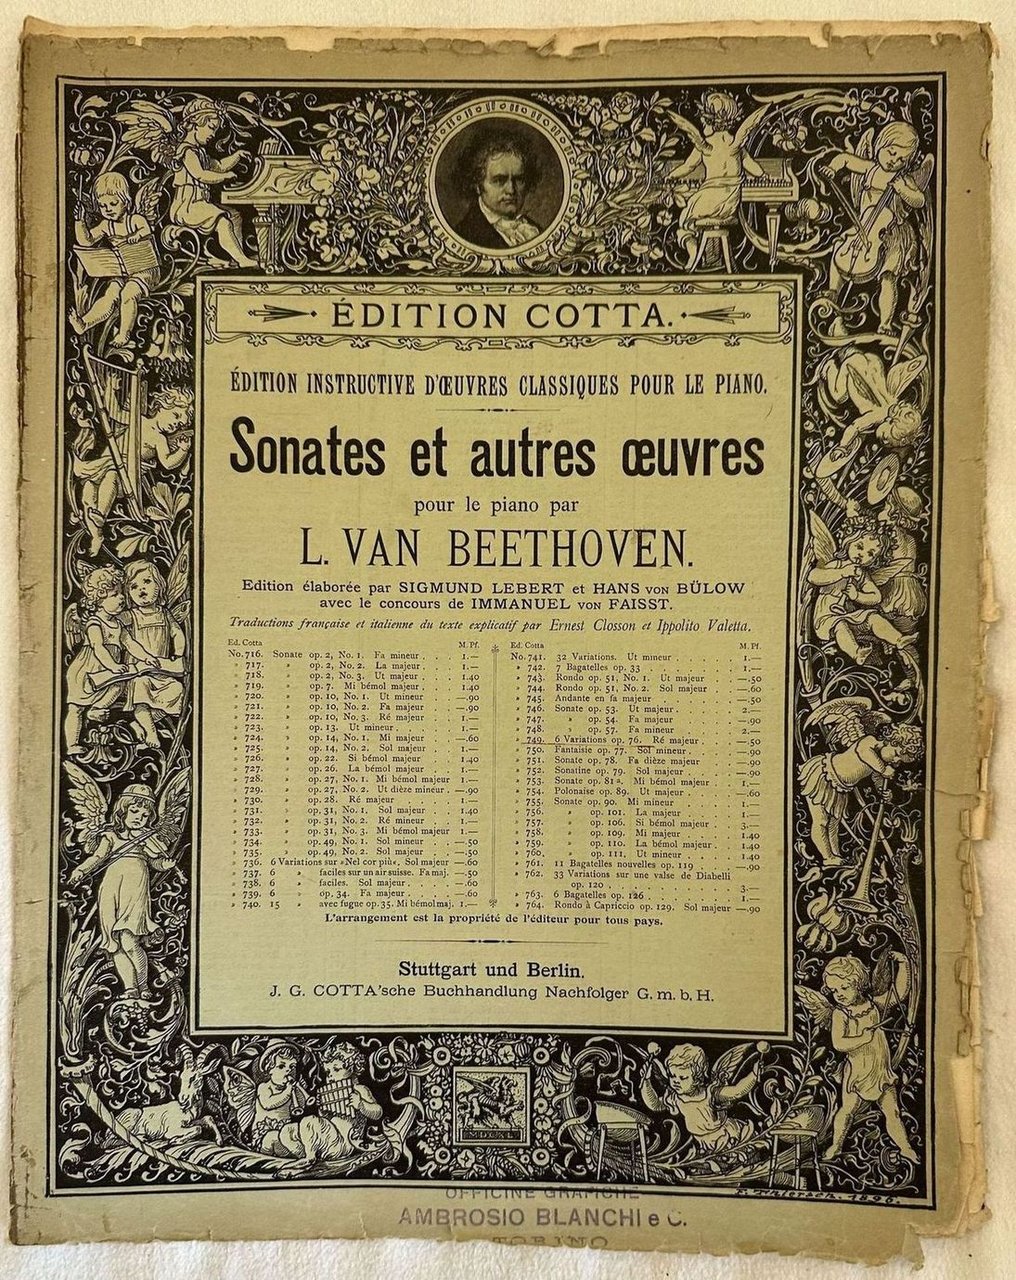 ÉDITION COTTA.
ÉDITION INSTRUCTIVE D'ŒUVRES CLASSIQUES POUR LE PIANO.
Sonates et autres œuvres
pour le piano par
L. VAN BEETHOVEN.
Edition élaborée par SIGMUND LEBERT et HANS VON BÜLOW
avec le concours de IMMANUEL VON FAISST.
Traductions française et italienne du texte explicatif par Ernest Closson et Ippolito Valetta.
Ed. Cotta M. Pf.
No. 716. Sonate op. 2, No. 1. Fa mineur . . . 1.—
» 717. » op. 2, No. 2. La majeur . . . 1.—
» 718. » op. 2, No. 3. Ut majeur . . . 1.40
» 719. » op. 7. Mi bémol majeur . . . 1.40
» 720. » op. 10, No. 1. Ut mineur . . . —.90
» 721. » op. 10, No. 2. Fa majeur . . . —.90
» 722. » op. 10, No. 3. Ré majeur . . . 1.—
» 723. » op. 13. Ut mineur . . . 1.—
» 724. » op. 14, No. 1. Mi majeur . . . —.60
» 725. » op. 14, No. 2. Sol majeur . . . 1.—
» 726. » op. 22. Si bémol majeur . . . 1.40
» 727. » op. 26. La bémol majeur . . . 1.—
» 728. » op. 27, No. 1. Mi bémol majeur 1.—
» 729. » op. 27, No. 2. Ut dièze mineur . —.90
» 730. » op. 28. Ré majeur . . . 1.—
» 731. » op. 31, No. 1. Sol majeur . . . 1.40
» 732. » op. 31, No. 2. Ré mineur . . . 1.—
» 733. » op. 31, No. 3. Mi bémol majeur 1.—
» 734. » op. 49, No. 1. Sol mineur . . . —.50
» 735. » op. 49, No. 2. Sol majeur . . . —.50
» 736. 6 Variations sur »Nel cor più«. Sol majeur —.60
» 737. 6 » faciles sur un air suisse. Fa maj. —.50
» 738. 6 » faciles. Sol majeur . . . —.60
» 739. 6 » op. 34. Fa majeur . . . —.60
» 740. 15 » avec fugue op. 35. Mi bémol maj. 1.—
Ed. Cotta M. Pf.
No. 741. 32 Variations. Ut mineur . . . 1.—
» 742. 7 Bagatelles op. 33 . . . 1.—
» 743. Rondo op. 51, No. 1. Ut majeur . . . —.50
» 744. Rondo op. 51, No. 2. Sol majeur . . . —.60
» 745. Andante en fa majeur . . . —.50
» 746. Sonate op. 53. Ut majeur . . . 2.—
» 747. » op. 54. Fa majeur . . . —.90
» 748. » op. 57. Fa mineur . . . 2.—
» 749. 6 Variations op. 76. Ré majeur . . . —.50
» 750. Fantaisie op. 77. Sol mineur . . . —.90
» 751. Sonate op. 78. Fa dièze majeur . . . —.90
» 752. Sonatine op. 79. Sol majeur . . . —.90
» 753. Sonate op. 81a. Mi bémol majeur . 1.—
» 754. Polonaise op. 89. Ut majeur . . . —.60
» 755. Sonate op. 90. Mi mineur . . . 1.—
» 756. » op. 101. La majeur . . . 1.—
» 757. » op. 106. Si bémol majeur . . . 3.—
» 758. » op. 109. Mi majeur . . . 1.40
» 759. » op. 110. La bémol majeur . . 1.40
» 760. » op. 111. Ut mineur . . . 1.40
» 761. 11 Bagatelles nouvelles op. 119 . . . —.90
» 762. 33 Variations sur une valse de Diabelli
op. 120 . . . 3.—
» 763. 6 Bagatelles op. 126 . . . 1.—
» 764. Rondo à Capriccio op. 129. Sol majeur —.90
L'arrangement est la propriété de l'éditeur pour tous pays.
Stuttgart und Berlin.
J. G. COTTA'sche Buchhandlung Nachfolger G. m. b. H.
MDCXL
F. Thiersch. 1896.
OFFICINE GRAFICHE
AMBROSIO BLANCHI e C.
TORINO